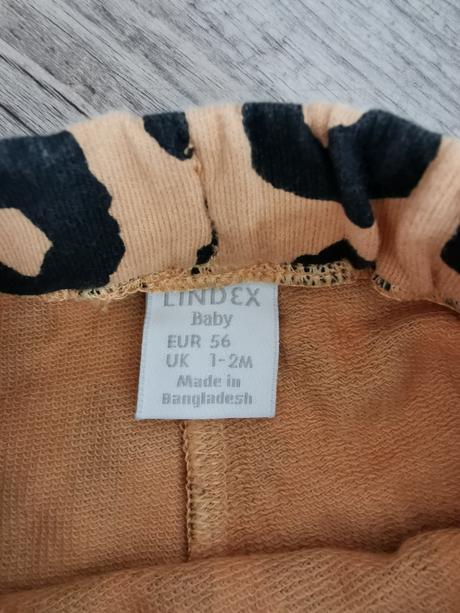 LINDEX
Baby
EUR 56
UK 1-2M
Made in
Bangladesh